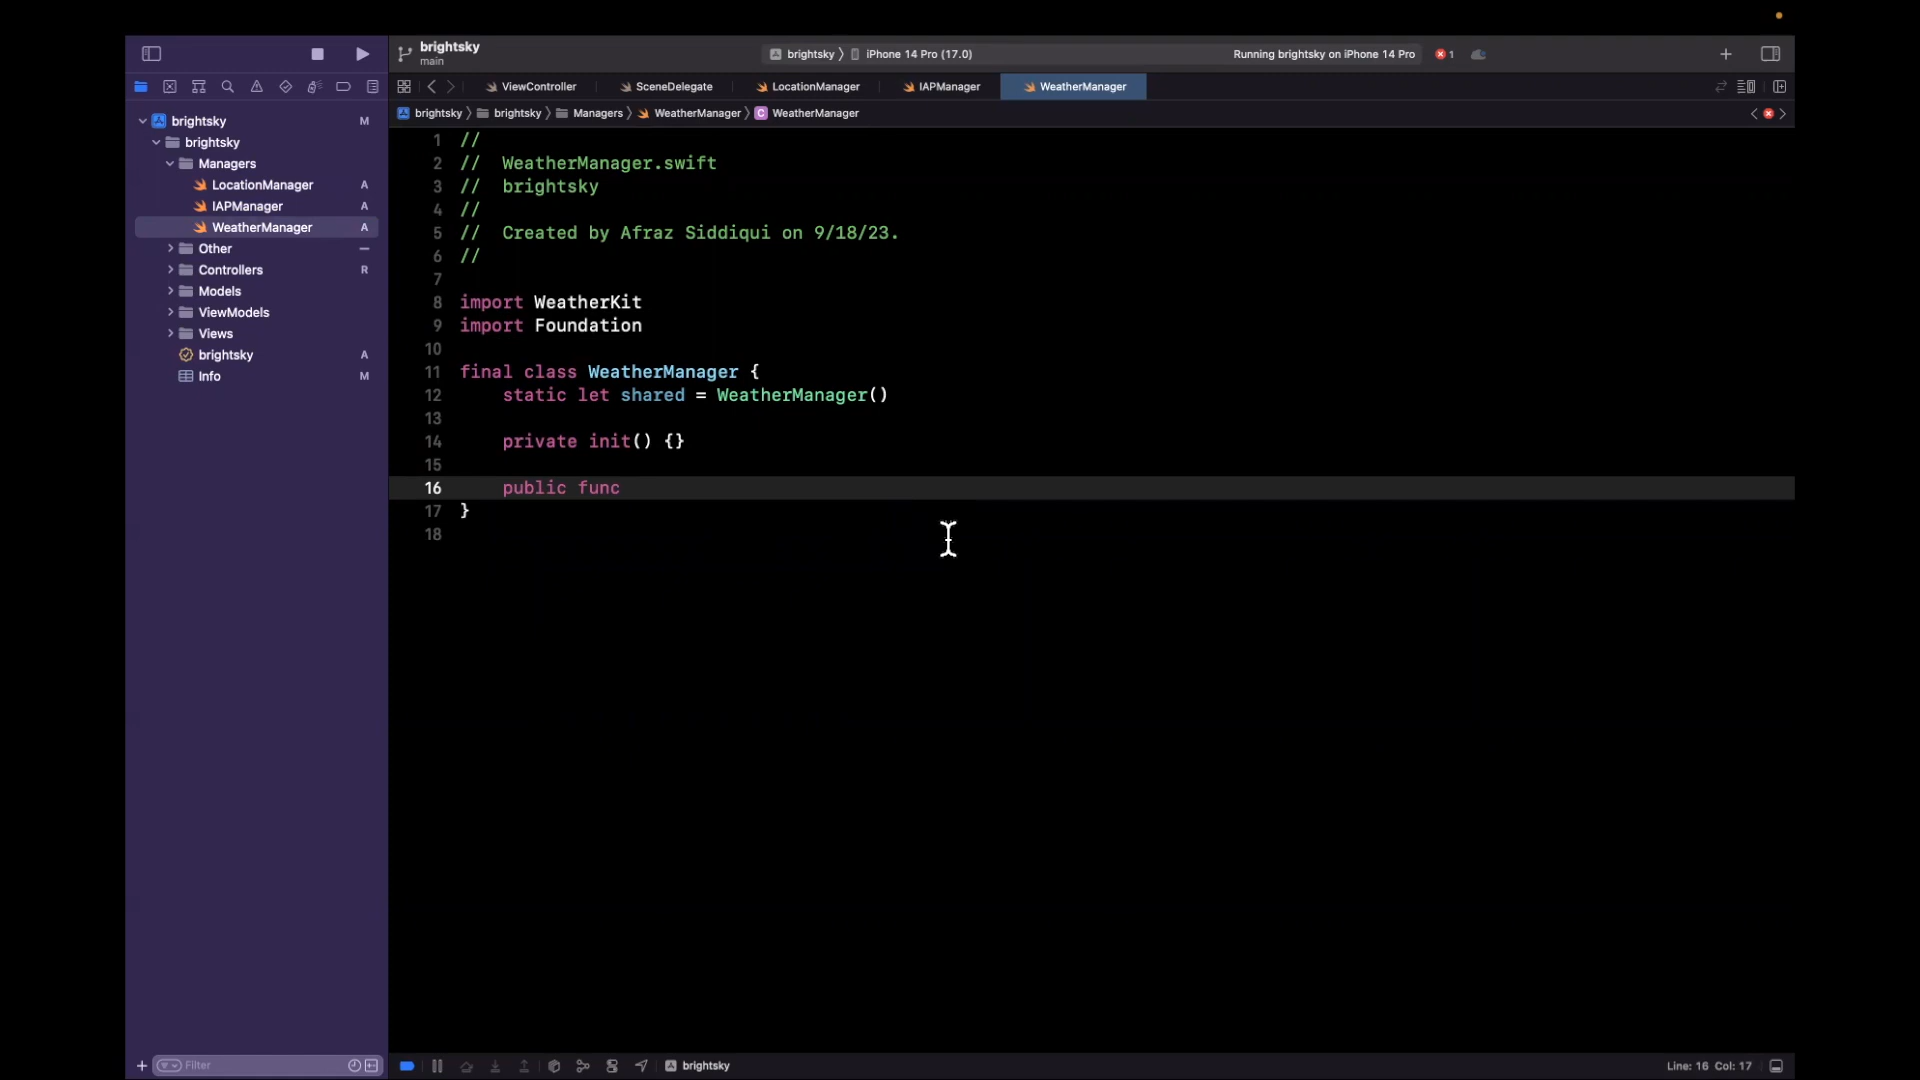 brightsky
main
brightsky 〉 iPhone 14 Pro (17.0)
Running brightsky on iPhone 14 Pro
1
ViewController
SceneDelegate
LocationManager
IAPManager
WeatherManager
brightsky 〉 brightsky 〉 Managers 〉 WeatherManager 〉 C WeatherManager
brightsky M
brightsky
Managers
LocationManager A
IAPManager A
WeatherManager A
Other —
Controllers R
Models
ViewModels
Views
brightsky A
Info M
1 //
2 // WeatherManager.swift
3 // brightsky
4 //
5 // Created by Afraz Siddiqui on 9/18/23.
6 //
7
8 import WeatherKit
9 import Foundation
10
11 final class WeatherManager {
12 static let shared = WeatherManager()
13
14 private init() {}
15
16 public func
17 }
18
Filter
brightsky
Line: 16 Col: 17